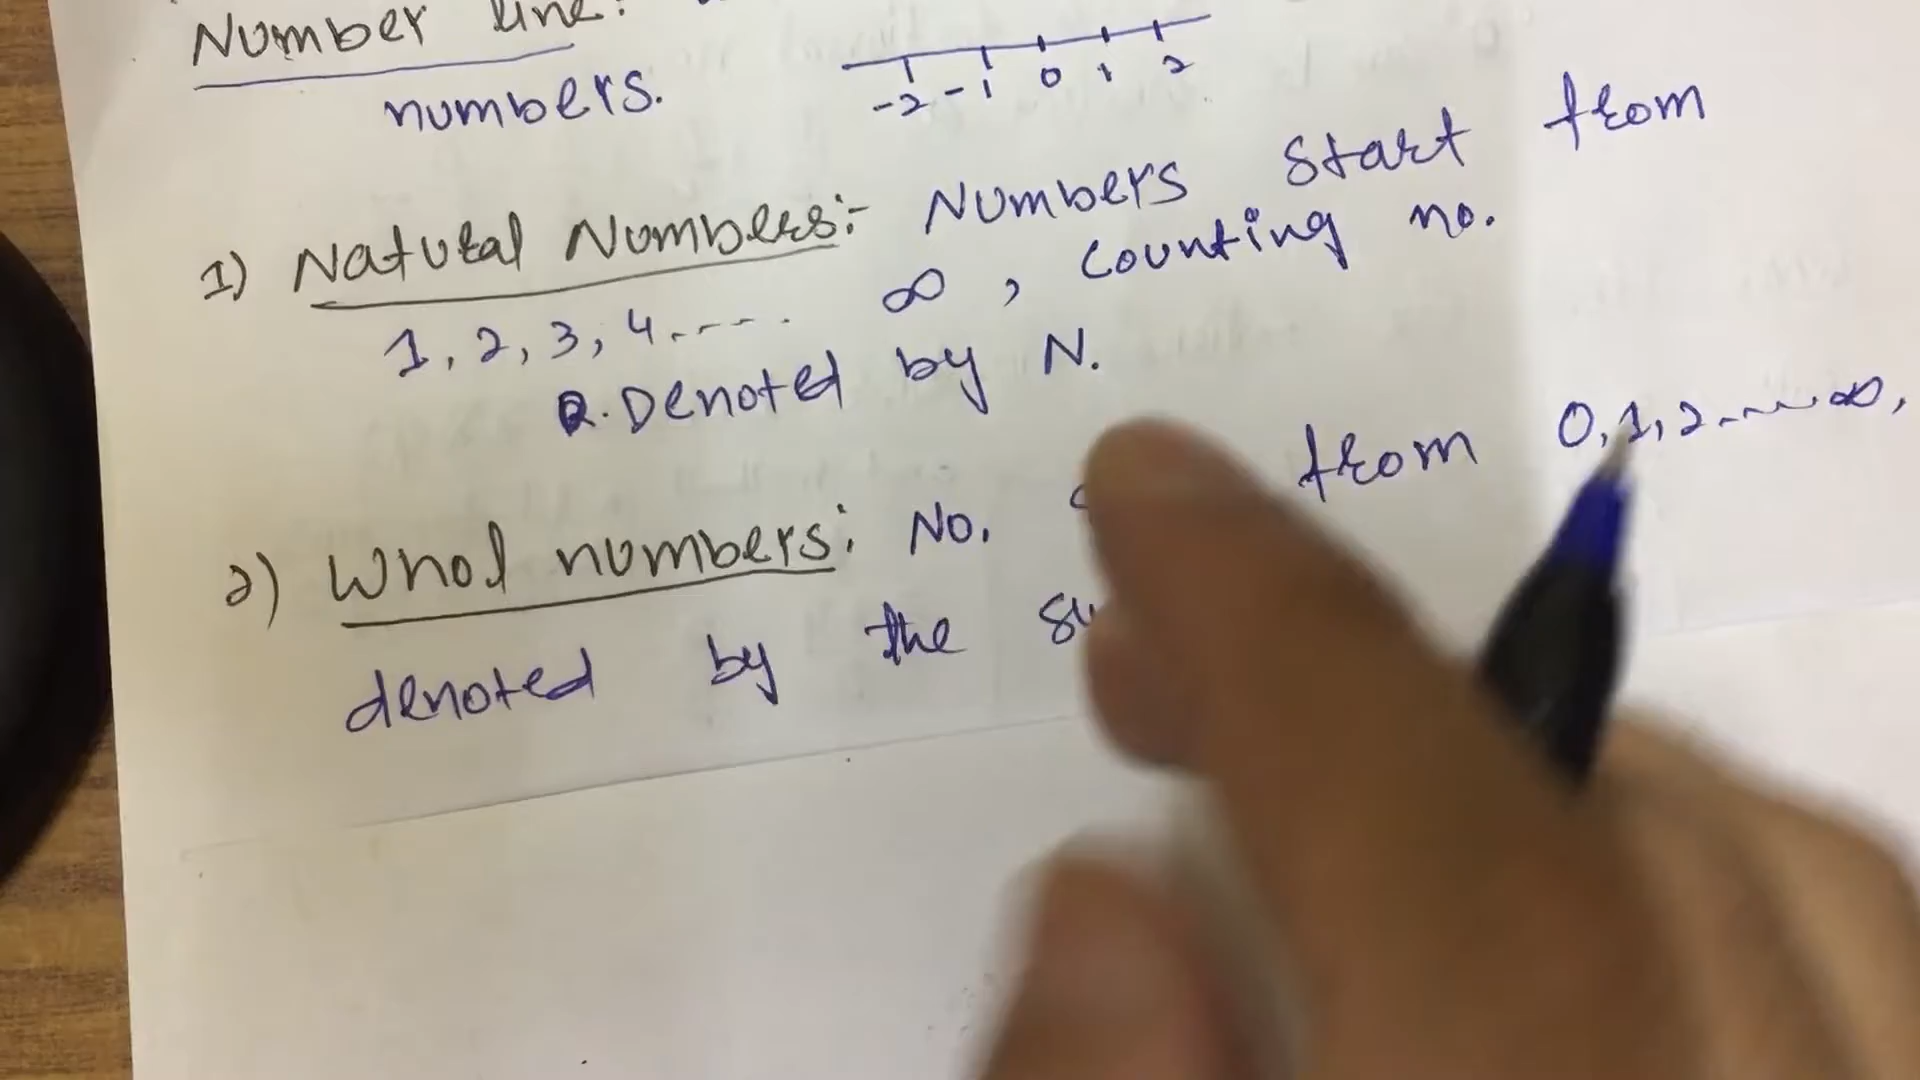 Number line:
numbers.
-2 -1 0 1 2
1) Natural Numbers:- Numbers start from
1, 2, 3, 4 ..... ∞ , counting no.
Denoted by N.
2) Whol numbers: No. from 0, 1, 2 ..... ∞,
denoted by the